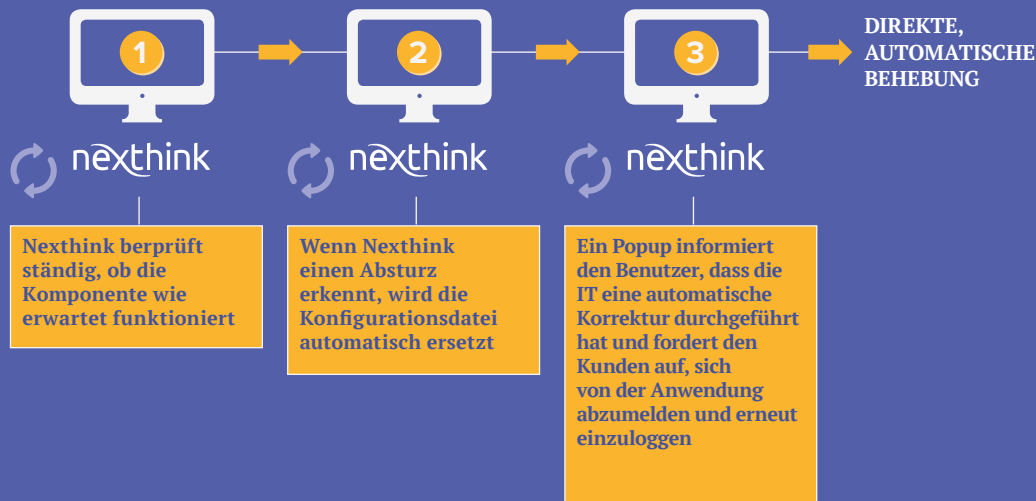 1
2
3
DIREKTE,
AUTOMATISCHE
BEHEBUNG
nexthink
nexthink
nexthink
Nexthink berprüft
ständig, ob die
Komponente wie
erwartet funktioniert
Wenn Nexthink
einen Absturz
erkennt, wird die
Konfigurationsdatei
automatisch ersetzt
Ein Popup informiert
den Benutzer, dass die
IT eine automatische
Korrektur durchgeführt
hat und fordert den
Kunden auf, sich
von der Anwendung
abzumelden und erneut
einzuloggen